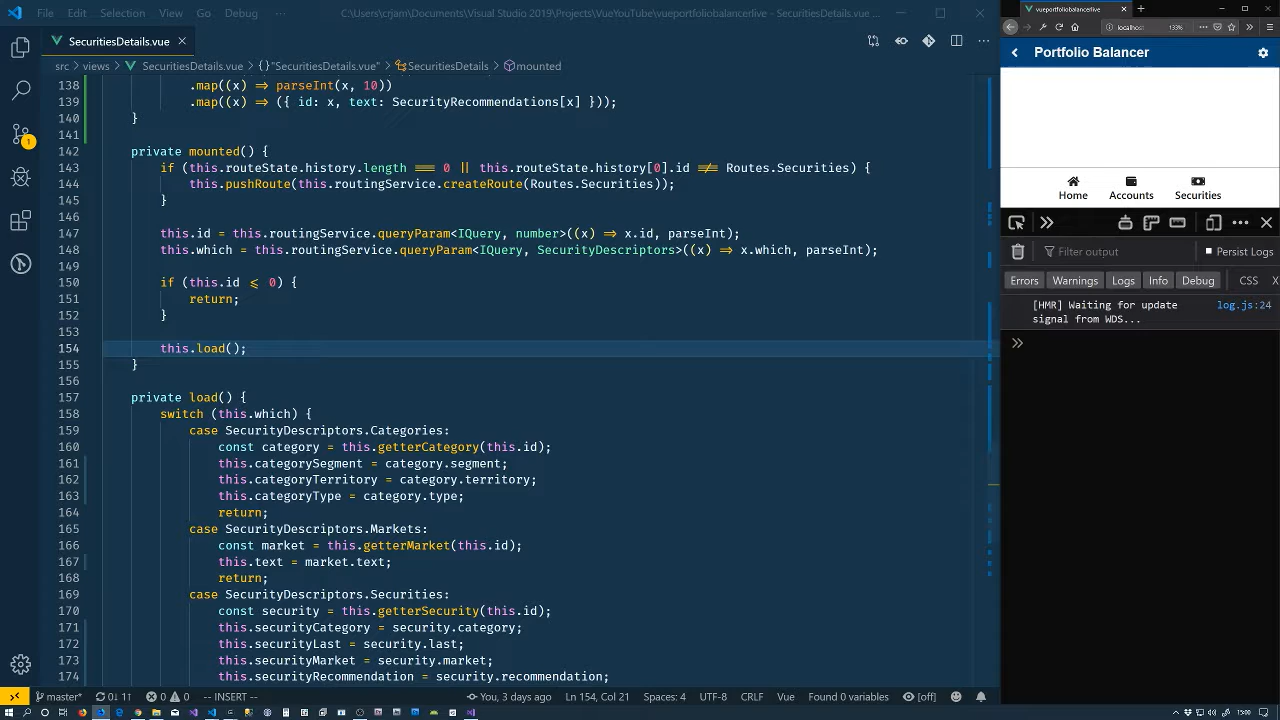 File Edit Selection View Go Debug ···
C:\Users\crjam\Documents\Visual Studio 2019\Projects\VueYouTube\vueportfoliobalancerlive - SecuritiesDetails.vue ...
SecuritiesDetails.vue
src > views > SecuritiesDetails.vue > {} "SecuritiesDetails.vue" > SecuritiesDetails > mounted
138 .map((x) => parseInt(x, 10))
139 .map((x) => ({ id: x, text: SecurityRecommendations[x] }));
140 }
141
142 private mounted() {
143 if (this.routeState.history.length === 0 || this.routeState.history[0].id !== Routes.Securities) {
144 this.pushRoute(this.routingService.createRoute(Routes.Securities));
145 }
146
147 this.id = this.routingService.queryParam<IQuery, number>((x) => x.id, parseInt);
148 this.which = this.routingService.queryParam<IQuery, SecurityDescriptors>((x) => x.which, parseInt);
149
150 if (this.id <= 0) {
151 return;
152 }
153
154 this.load();
155 }
156
157 private load() {
158 switch (this.which) {
159 case SecurityDescriptors.Categories:
160 const category = this.getterCategory(this.id);
161 this.categorySegment = category.segment;
162 this.categoryTerritory = category.territory;
163 this.categoryType = category.type;
164 return;
165 case SecurityDescriptors.Markets:
166 const market = this.getterMarket(this.id);
167 this.text = market.text;
168 return;
169 case SecurityDescriptors.Securities:
170 const security = this.getterSecurity(this.id);
171 this.securityCategory = security.category;
172 this.securityLast = security.last;
173 this.securityMarket = security.market;
174 this.securityRecommendation = security.recommendation;
master* 0↓ 1↑ 0 0 -- INSERT -- You, 3 days ago Ln 154, Col 21 Spaces: 4 UTF-8 CRLF Vue Found 0 variables [off]
vueportfoliobalancerlive
localhost 133%
Portfolio Balancer
Home Accounts Securities
Filter output Persist Logs
Errors Warnings Logs Info Debug CSS X
[HMR] Waiting for update log.js:24
signal from WDS...
15:00